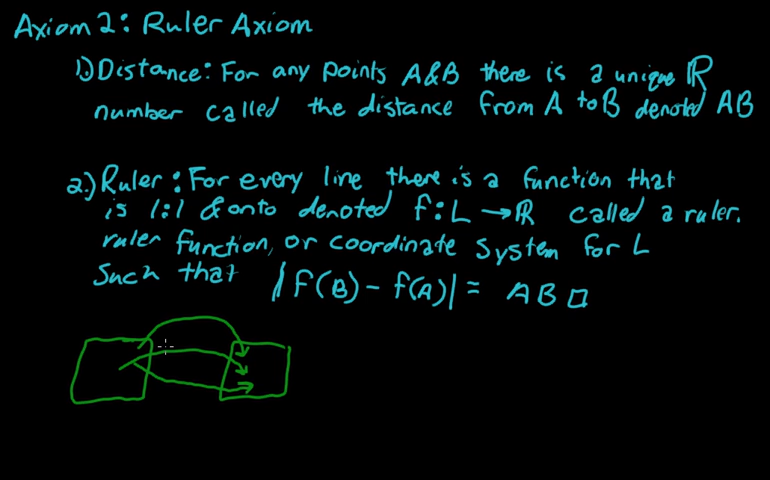 Axiom 2: Ruler Axiom
1.) Distance: For any points A & B there is a unique ℝ
number called the distance from A to B denoted AB
2.) Ruler: For every line there is a function that
is 1:1 & onto denoted f: L → ℝ called a ruler.
ruler function, or coordinate system for L
such that |f(B) - f(A)| = AB □